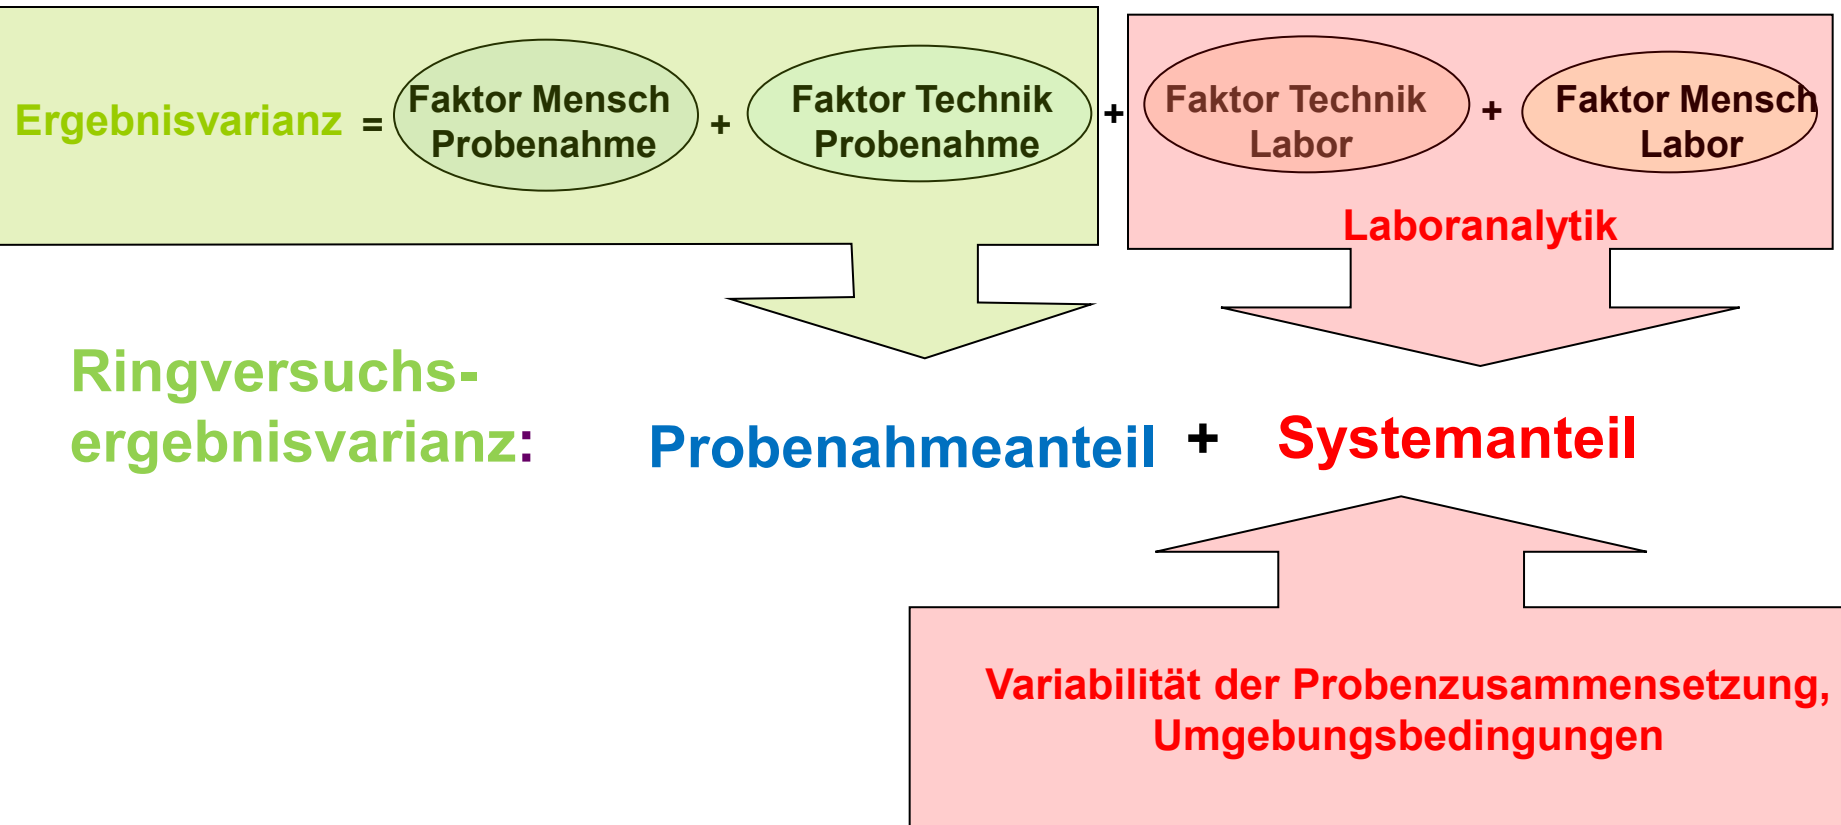 Ergebnisvarianz = Faktor Mensch Probenahme + Faktor Technik Probenahme + Faktor Technik Labor + Faktor Mensch Labor
Laboranalytik
Ringversuchs-
ergebnisvarianz: Probenahmeanteil + Systemanteil
Variabilität der Probenzusammensetzung,
Umgebungsbedingungen